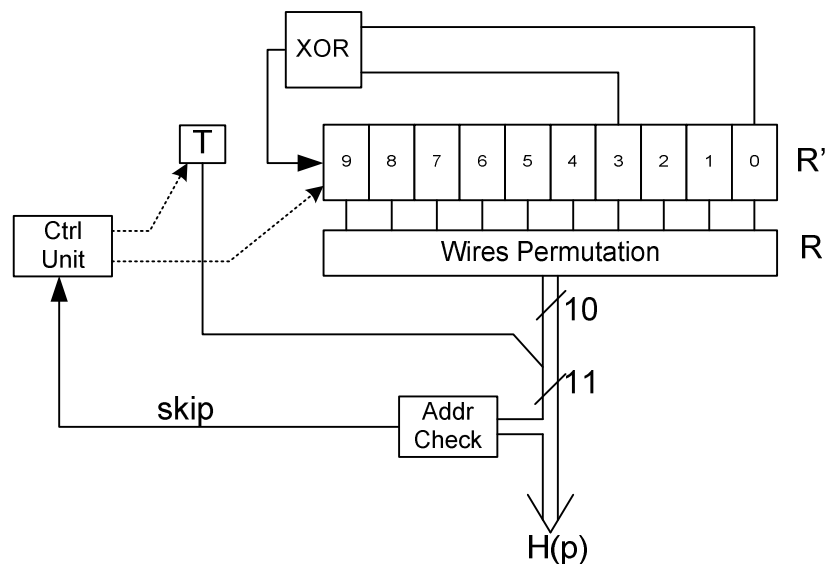 XOR
T
9 8 7 6 5 4 3 2 1 0
R'
Ctrl
Unit
Wires Permutation
R
10
11
skip
Addr
Check
H(p)